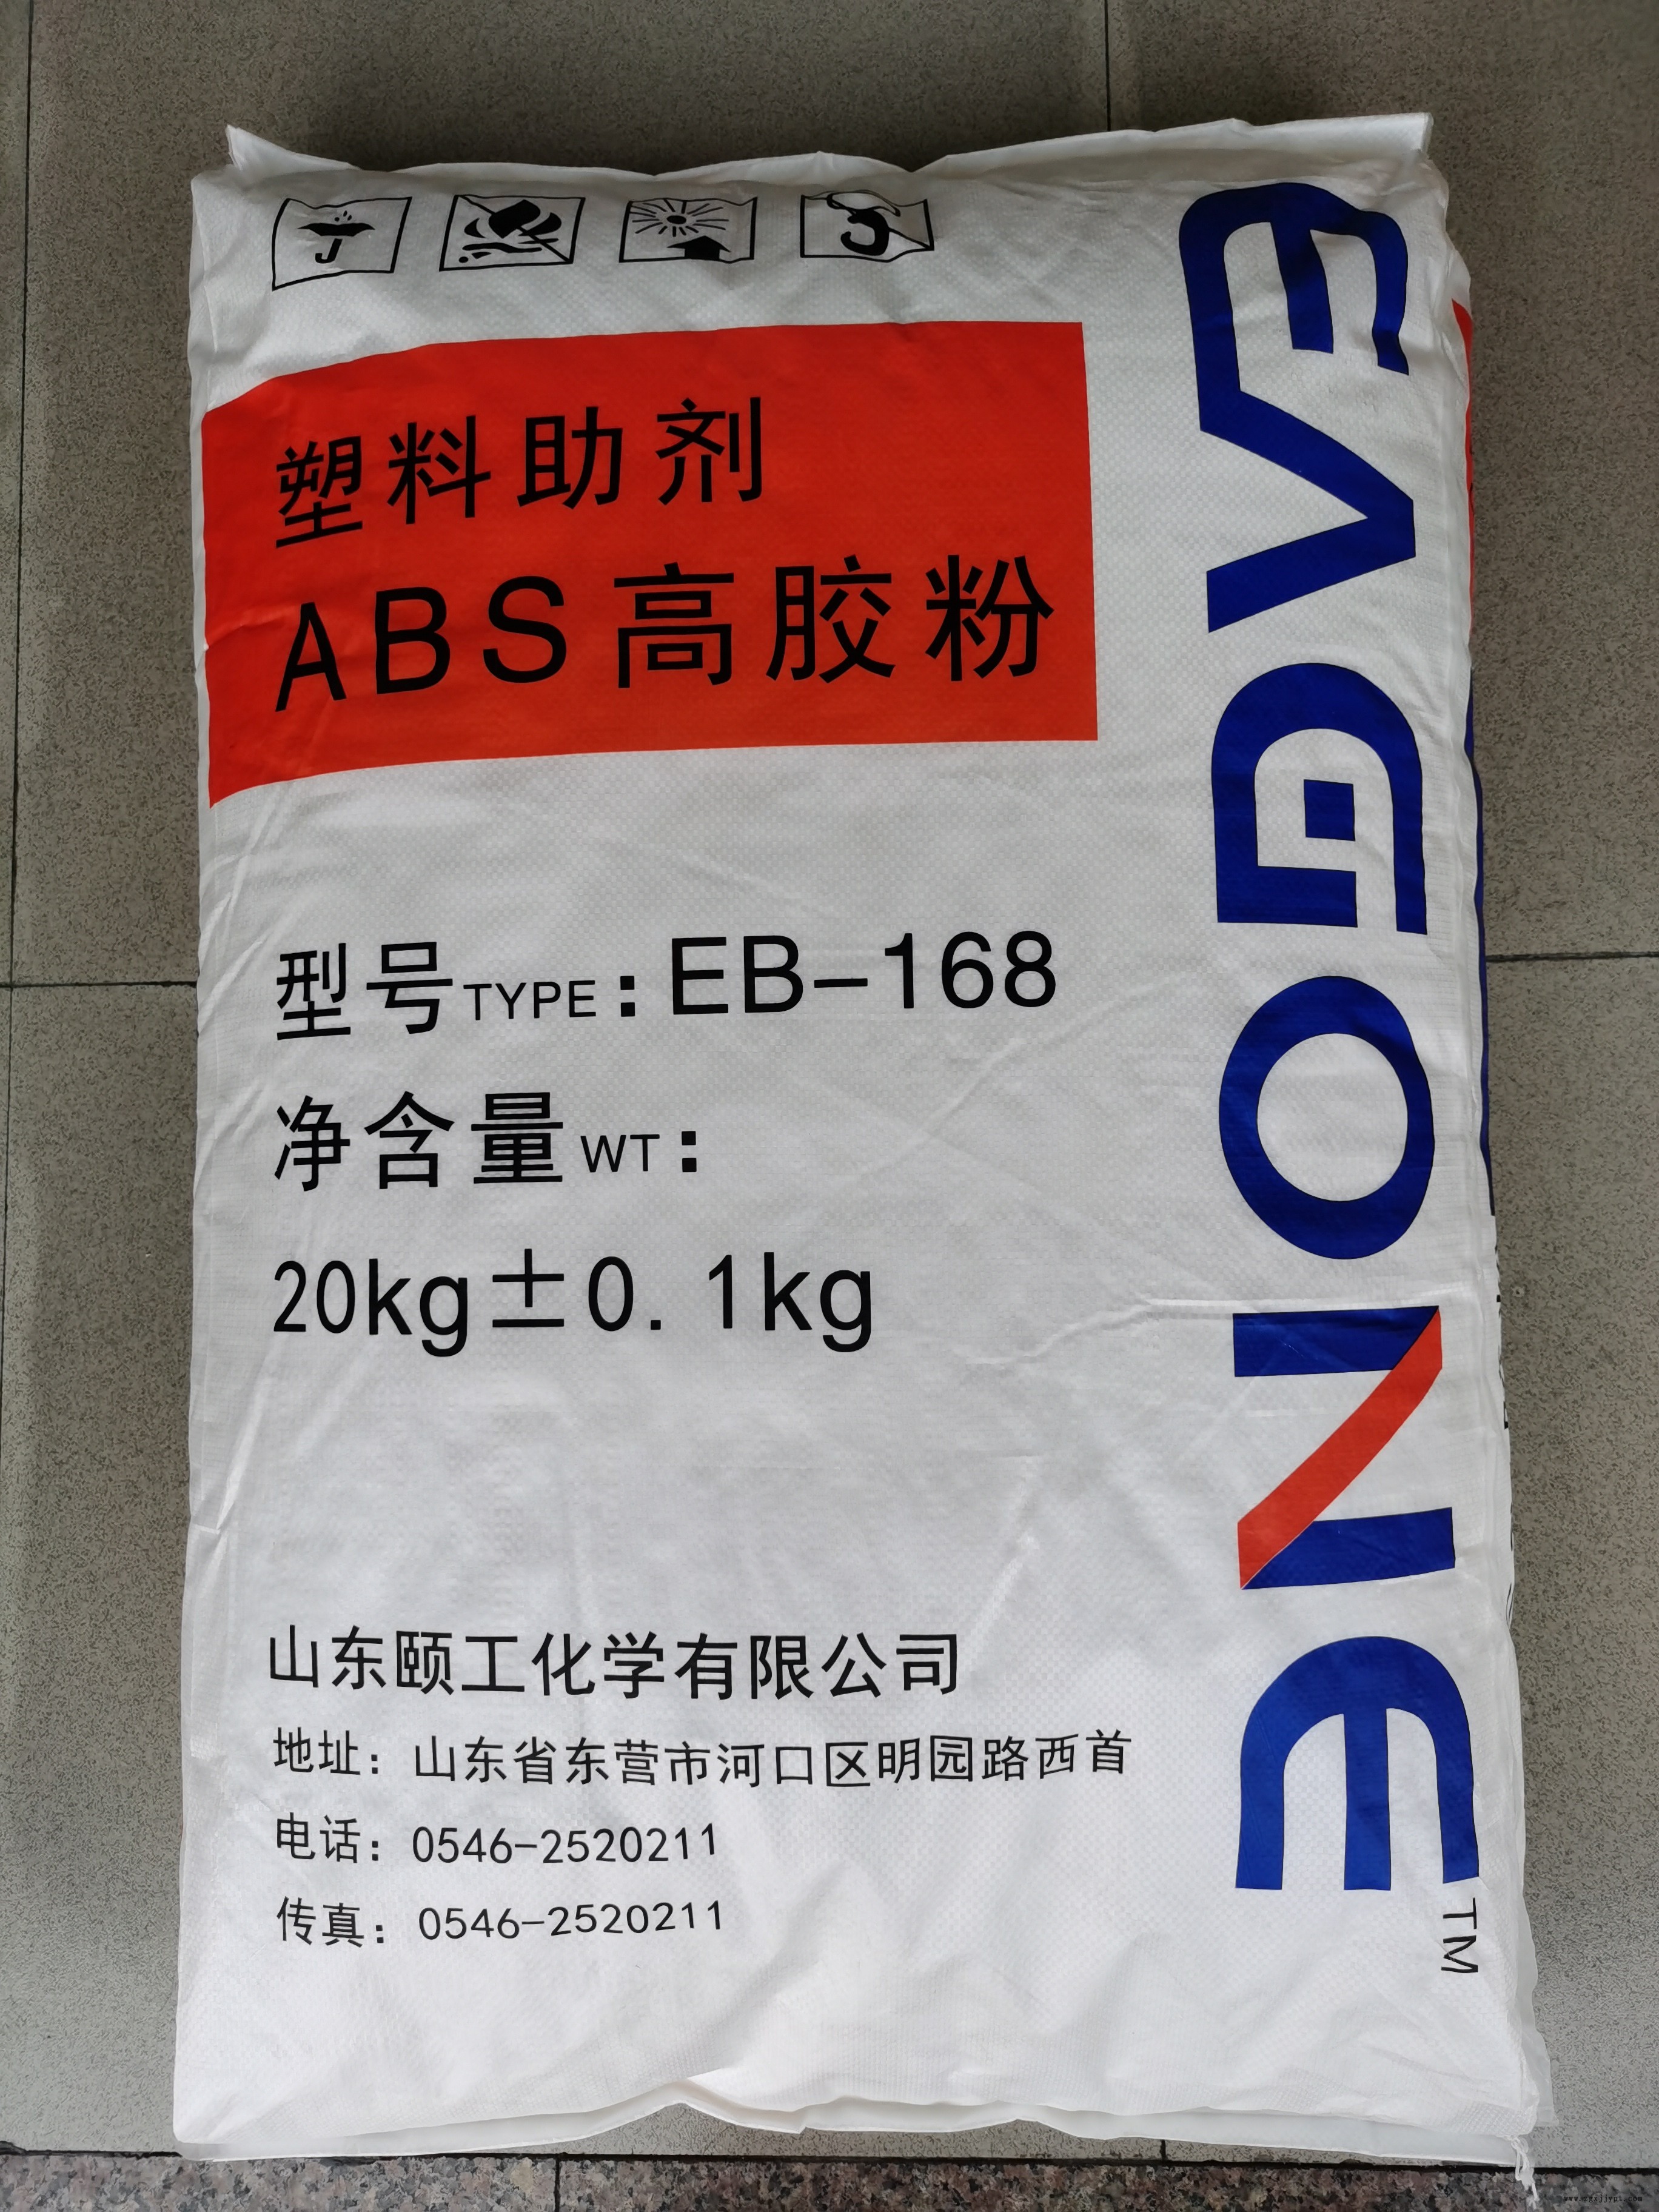 塑料助剂
ABS高胶粉
型号TYPE:EB-168
净含量WT:
20kg±0.1kg
山东颐工化学有限公司
地址：山东省东营市河口区明园路西首
电话：0546-2520211
传真：0546-2520211
EAGONE
TM